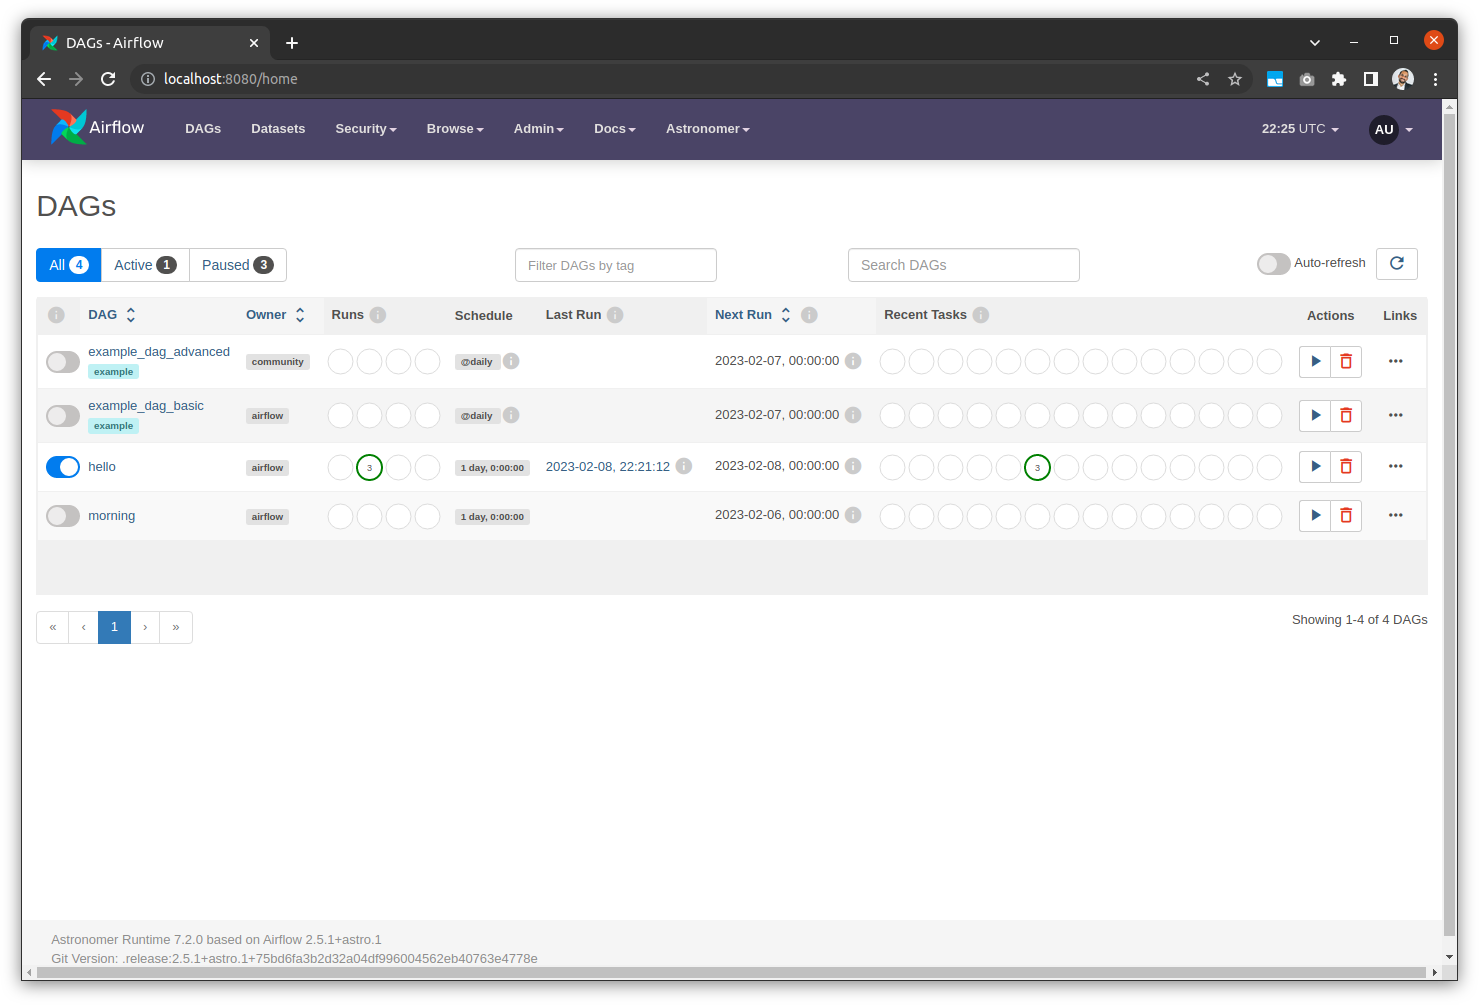 DAGs - Airflow
localhost:8080/home
Airflow DAGs Datasets Security Browse Admin Docs Astronomer 22:25 UTC AU
DAGs
All 4 Active 1 Paused 3 Filter DAGs by tag Search DAGs Auto-refresh
DAG Owner Runs Schedule Last Run Next Run Recent Tasks Actions Links
example_dag_advanced community @daily 2023-02-07, 00:00:00
example
example_dag_basic airflow @daily 2023-02-07, 00:00:00
example
hello airflow 3 1 day, 0:00:00 2023-02-08, 22:21:12 2023-02-08, 00:00:00 3
morning airflow 1 day, 0:00:00 2023-02-06, 00:00:00
« ‹ 1 › » Showing 1-4 of 4 DAGs
Astronomer Runtime 7.2.0 based on Airflow 2.5.1+astro.1
Git Version: .release:2.5.1+astro.1+75bd6fa3b2d32a04df996004562eb40763e4778e